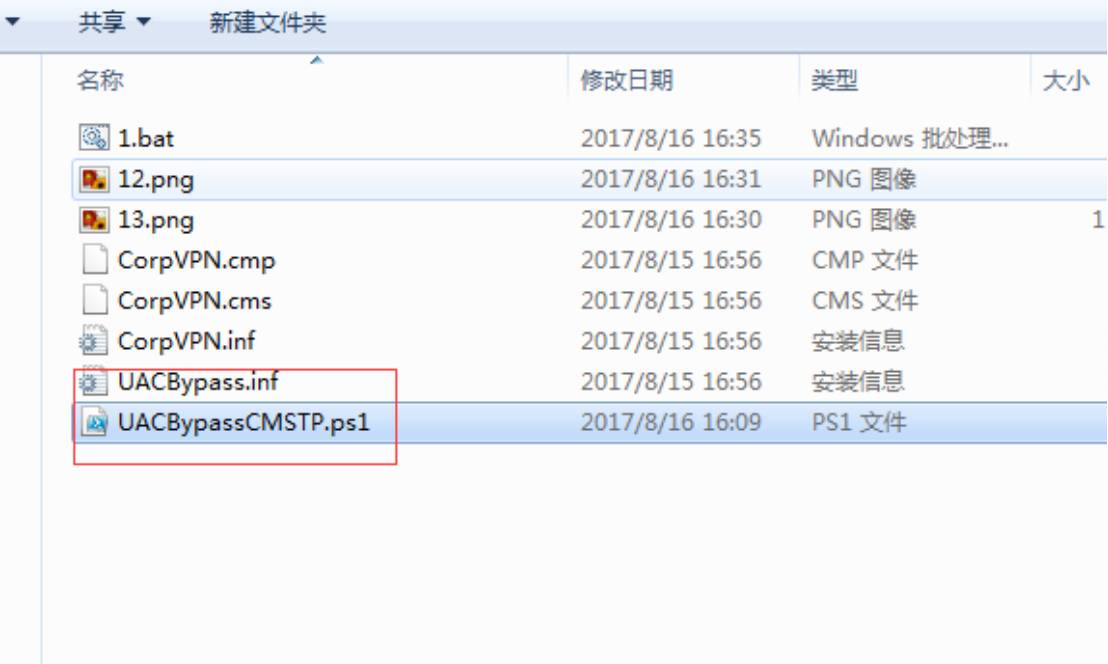 共享 新建文件夹
名称 修改日期 类型 大小
1.bat 2017/8/16 16:35 Windows 批处理...
12.png 2017/8/16 16:31 PNG 图像
13.png 2017/8/16 16:30 PNG 图像 1
CorpVPN.cmp 2017/8/15 16:56 CMP 文件
CorpVPN.cms 2017/8/15 16:56 CMS 文件
CorpVPN.inf 2017/8/15 16:56 安装信息
UACBypass.inf 2017/8/15 16:56 安装信息
UACBypassCMSTP.ps1 2017/8/16 16:09 PS1 文件